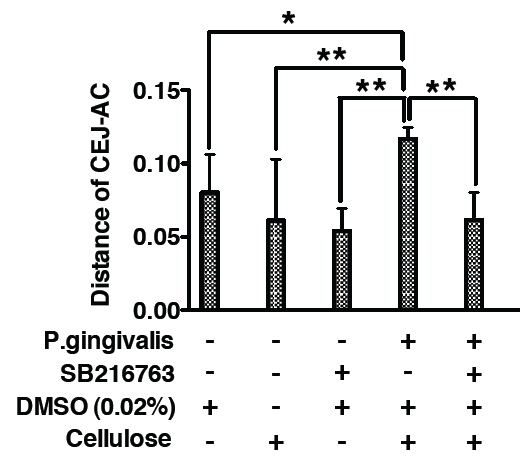 *
**
** **
0.15
0.10
0.05
0.00
Distance of CEJ-AC
P.gingivalis - - - + +
SB216763 - - + - +
DMSO (0.02%) + - + + +
Cellulose - + - + +